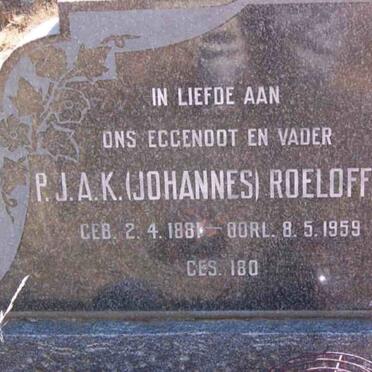 IN LIEFDE AAN
ONS EGGENOOT EN VADER
P.J.A.K. (JOHANNES) ROELOFF
GEB. 2.4.1881 - OORL. 8.5.1959
GES. 180